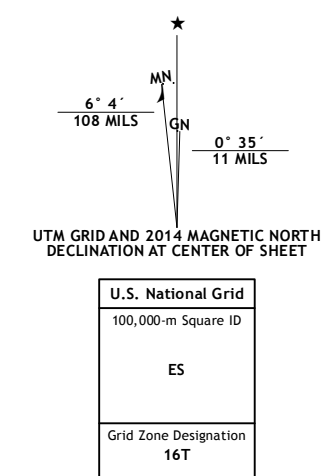 ★
MN
6° 4´
108 MILS
GN
0° 35´
11 MILS
UTM GRID AND 2014 MAGNETIC NORTH
DECLINATION AT CENTER OF SHEET
U.S. National Grid
100,000-m Square ID
ES
Grid Zone Designation
16T